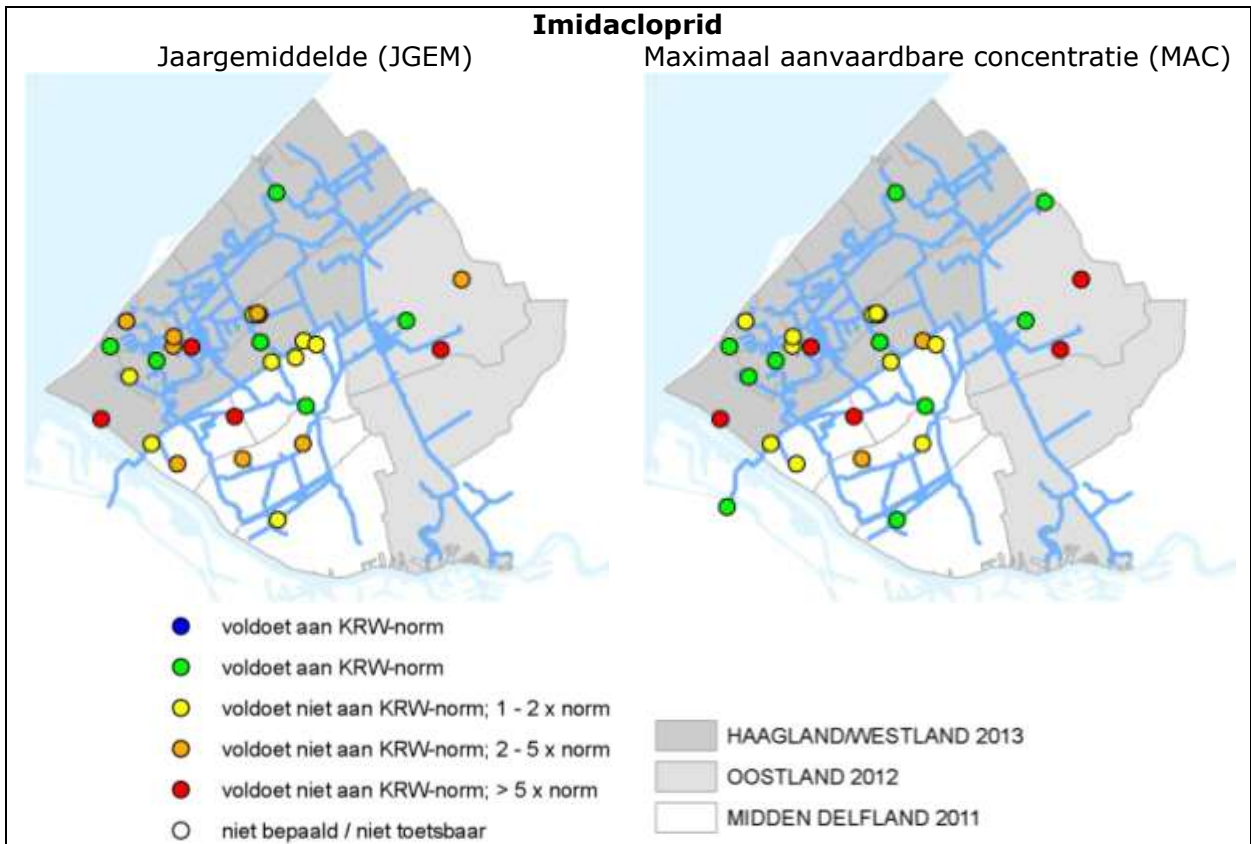 Imidacloprid
Jaargemiddelde (JGEM)
Maximaal aanvaardbare concentratie (MAC)
voldoet aan KRW-norm
voldoet aan KRW-norm
voldoet niet aan KRW-norm; 1 - 2 x norm
voldoet niet aan KRW-norm; 2 - 5 x norm
voldoet niet aan KRW-norm; > 5 x norm
niet bepaald / niet toetsbaar
HAAGLAND/WESTLAND 2013
OOSTLAND 2012
MIDDEN DELFLAND 2011